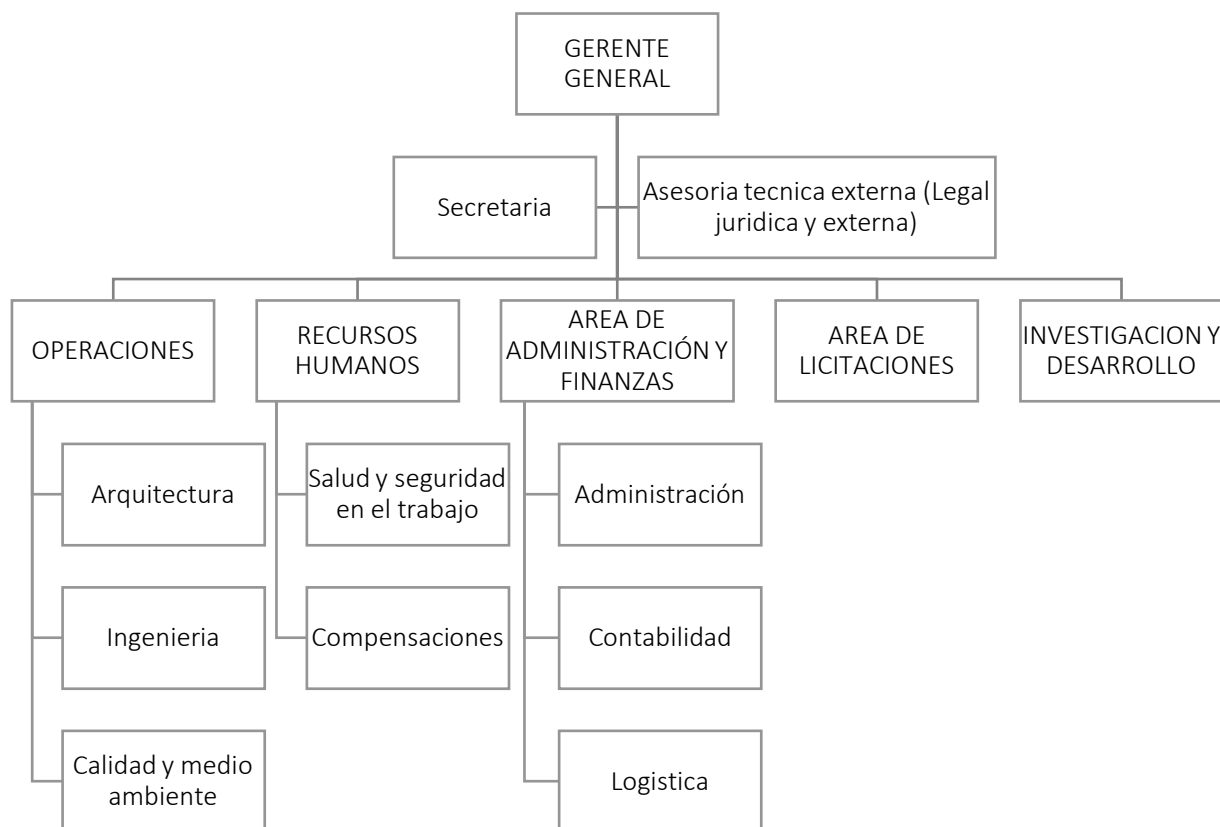 GERENTE
GENERAL
Secretaria
Asesoria tecnica externa (Legal
juridica y externa)
OPERACIONES
RECURSOS
HUMANOS
AREA DE
ADMINISTRACIÓN Y
FINANZAS
AREA DE
LICITACIONES
INVESTIGACION Y
DESARROLLO
Arquitectura
Salud y seguridad
en el trabajo
Administración
Ingenieria
Compensaciones
Contabilidad
Calidad y medio
ambiente
Logistica